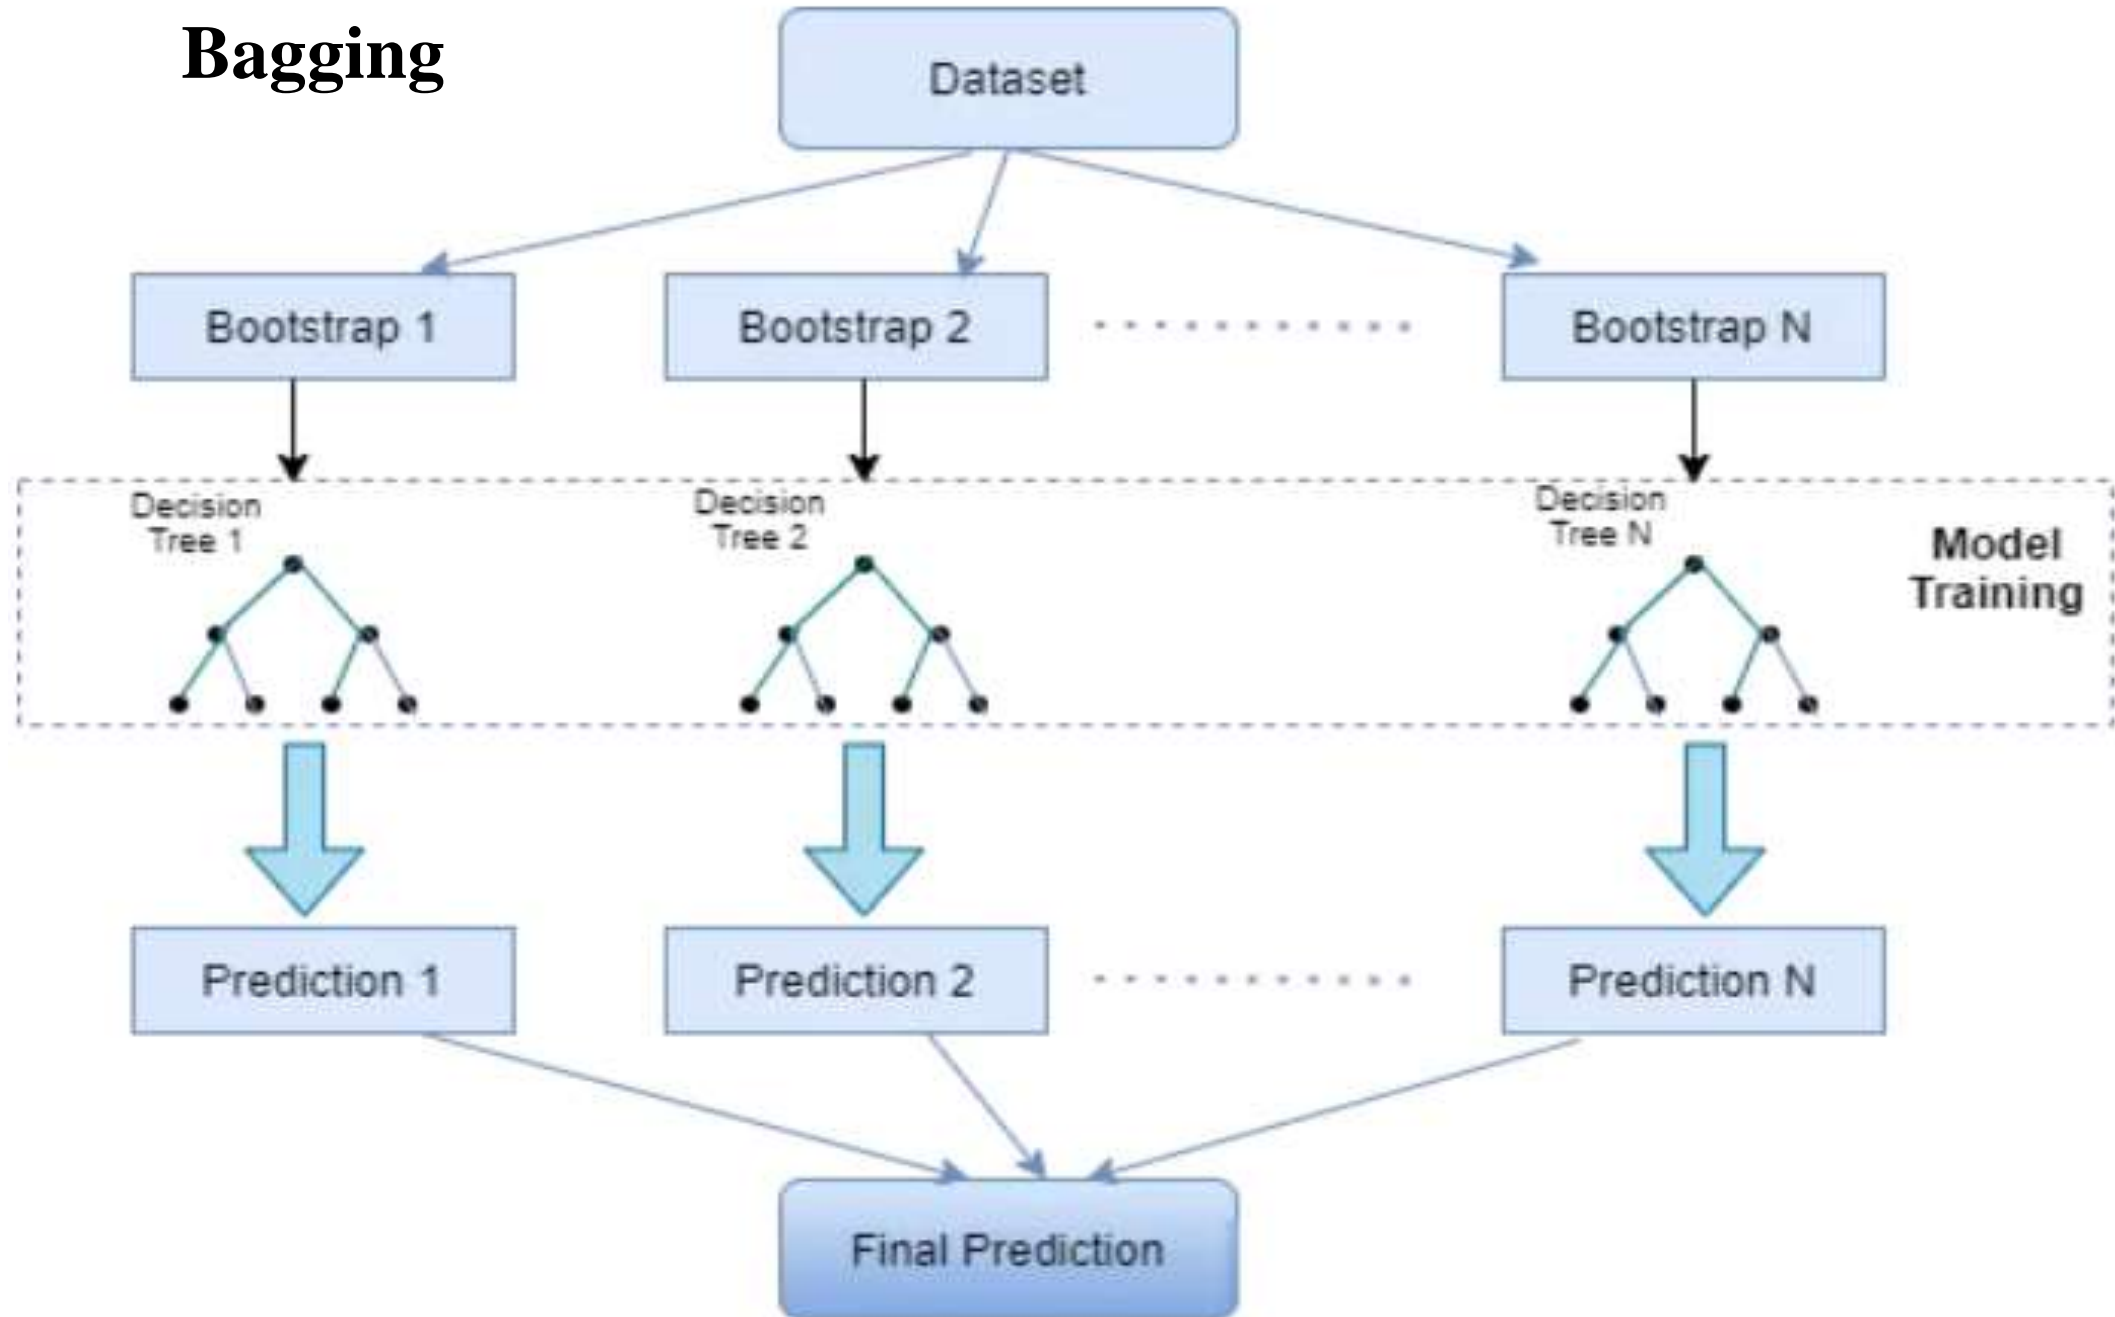 Bagging
Dataset
Bootstrap 1
Bootstrap 2
Bootstrap N
Decision
Tree 1
Decision
Tree 2
Decision
Tree N
Model
Training
Prediction 1
Prediction 2
Prediction N
Final Prediction